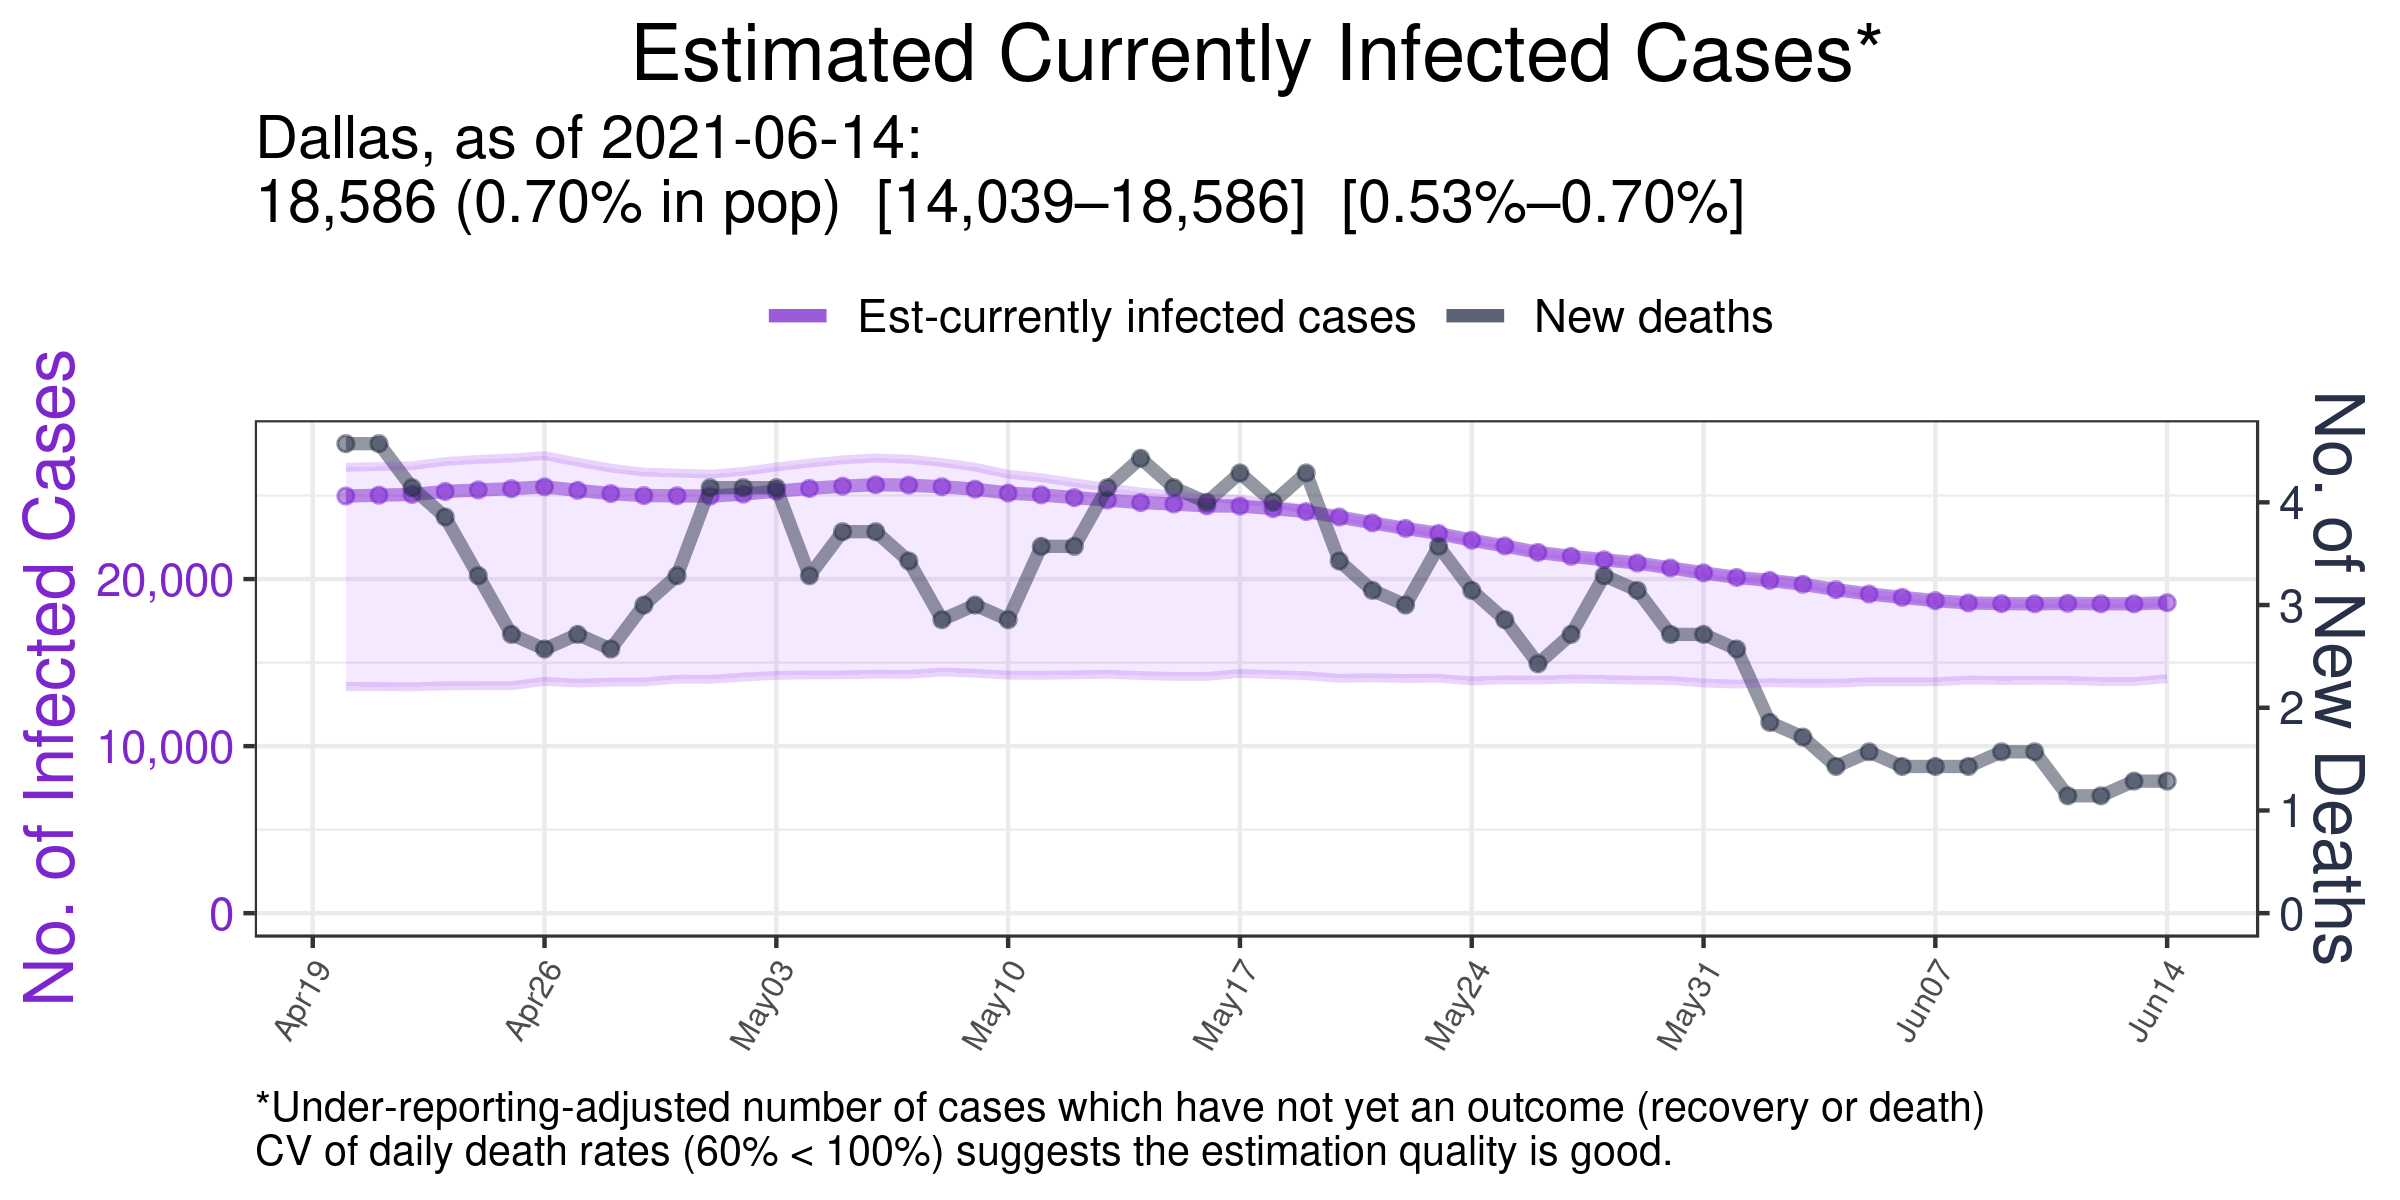 Estimated Currently Infected Cases*
Dallas, as of 2021-06-14:
18,586 (0.70% in pop)  [14,039–18,586]  [0.53%–0.70%]
Est-currently infected cases
New deaths
No. of Infected Cases
20,000
10,000
0
No. of New Deaths
4
3
2
1
0
Apr19
Apr26
May03
May10
May17
May24
May31
Jun07
Jun14
*Under-reporting-adjusted number of cases which have not yet an outcome (recovery or death)
CV of daily death rates (60% < 100%) suggests the estimation quality is good.